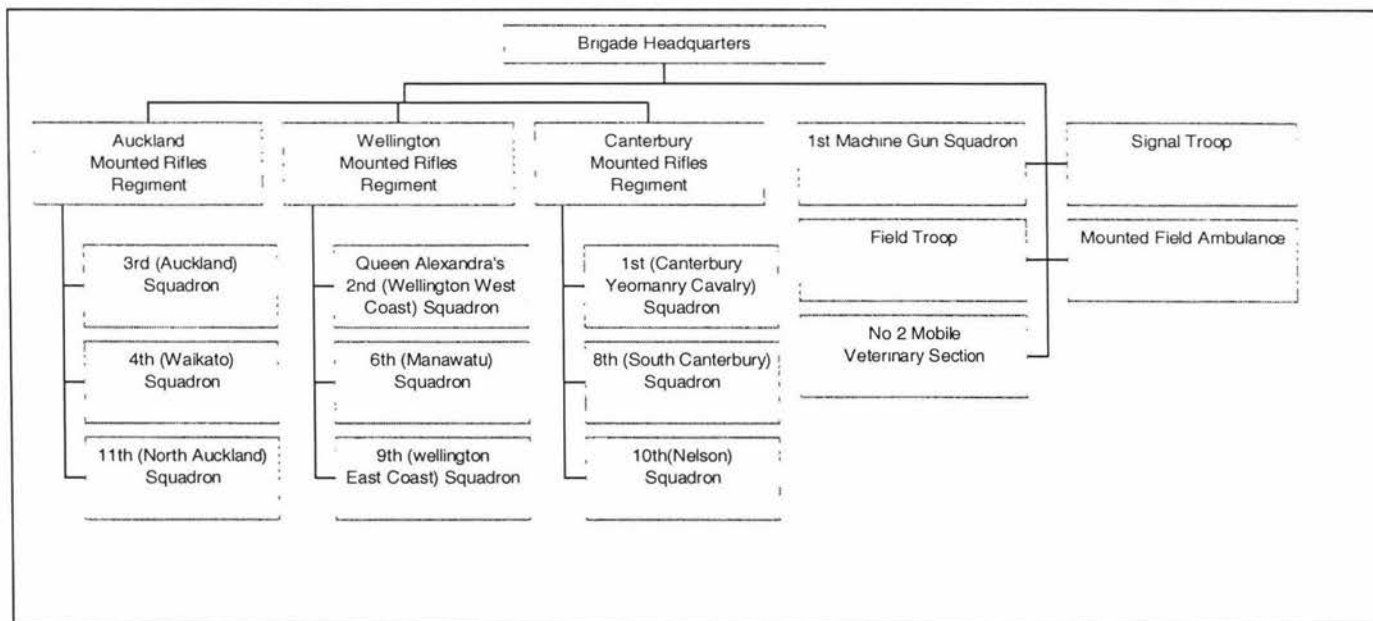 Brigade Headquarters
Auckland
Mounted Rifles
Regiment
Wellington
Mounted Rifles
Regiment
Canterbury
Mounted Rifles
Regiment
1st Machine Gun Squadron
Signal Troop
Field Troop
Mounted Field Ambulance
No 2 Mobile
Veterinary Section
3rd (Auckland)
Squadron
4th (Waikato)
Squadron
11th (North Auckland)
Squadron
Queen Alexandra's
2nd (Wellington West
Coast) Squadron
6th (Manawatu)
Squadron
9th (wellington
East Coast) Squadron
1st (Canterbury
Yeomanry Cavalry)
Squadron
8th (South Canterbury)
Squadron
10th(Nelson)
Squadron